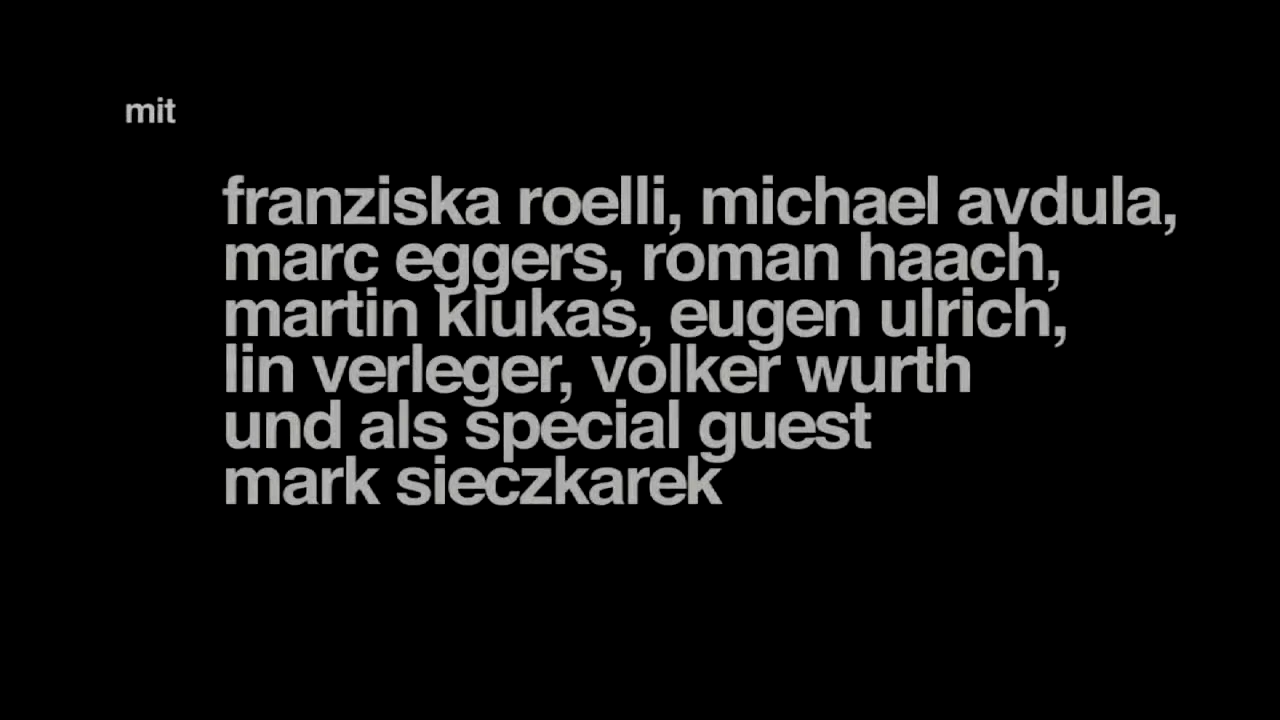 mit
franziska roelli, michael avdula,
marc eggers, roman haach,
martin klukas, eugen ulrich,
lin verleger, volker wurth
und als special guest
mark sieczkarek